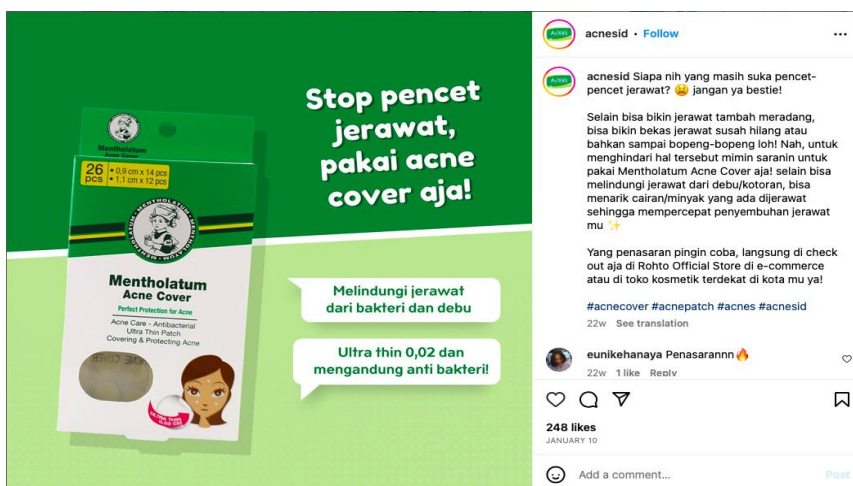 Stop pencet
jerawat,
pakai acne
cover aja!
Mentholatum
Acne Cover
26
pcs
• 0,9 cm x 14 pcs
• 1,1 cm x 12 pcs
MENTHOLATUM
Mentholatum
Acne Cover
Perfect Protection for Acne
Acne Care - Antibacterial
Ultra Thin Patch
Covering & Protecting Acne
ULTRA THIN
Melindungi jerawat
dari bakteri dan debu
Ultra thin 0,02 dan
mengandung anti bakteri!
acnesid • Follow
acnesid Siapa nih yang masih suka pencet-
pencet jerawat? 😫 jangan ya bestie!
Selain bisa bikin jerawat tambah meradang,
bisa bikin bekas jerawat susah hilang atau
bahkan sampai bopeng-bopeng loh! Nah, untuk
menghindari hal tersebut mimin saranin untuk
pakai Mentholatum Acne Cover aja! selain bisa
melindungi jerawat dari debu/kotoran, bisa
menarik cairan/minyak yang ada dijerawat
sehingga mempercepat penyembuhan jerawat
mu ✨
Yang penasaran pingin coba, langsung di check
out aja di Rohto Official Store di e-commerce
atau di toko kosmetik terdekat di kota mu ya!
#acnecover #acnepatch #acnes #acnesid
22w See translation
eunikehanaya Penasarannn🔥
22w 1 like Reply
248 likes
JANUARY 10
Add a comment...
Post